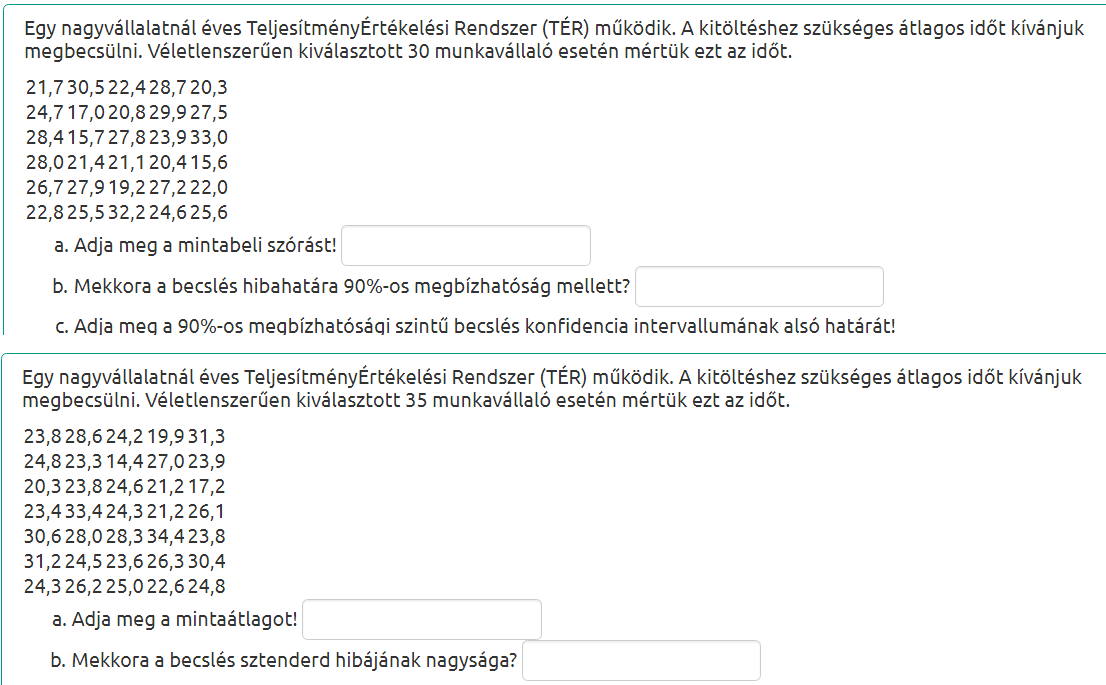 Egy nagyvállalatnál éves TeljesítményÉrtékelési Rendszer (TÉR) működik. A kitöltéshez szükséges átlagos időt kívánjuk
megbecsülni. Véletlenszerűen kiválasztott 30 munkavállaló esetén mértük ezt az időt.
21,7 30,5 22,4 28,7 20,3
24,7 17,0 20,8 29,9 27,5
28,4 15,7 27,8 23,9 33,0
28,0 21,4 21,1 20,4 15,6
26,7 27,9 19,2 27,2 22,0
22,8 25,5 32,2 24,6 25,6
a. Adja meg a mintabeli szórást!
b. Mekkora a becslés hibahatára 90%-os megbízhatóság mellett?
c. Adja meg a 90%-os megbízhatósági szintű becslés konfidencia intervallumának alsó határát!
Egy nagyvállalatnál éves TeljesítményÉrtékelési Rendszer (TÉR) működik. A kitöltéshez szükséges átlagos időt kívánjuk
megbecsülni. Véletlenszerűen kiválasztott 35 munkavállaló esetén mértük ezt az időt.
23,8 28,6 24,2 19,9 31,3
24,8 23,3 14,4 27,0 23,9
20,3 23,8 24,6 21,2 17,2
23,4 33,4 24,3 21,2 26,1
30,6 28,0 28,3 34,4 23,8
31,2 24,5 23,6 26,3 30,4
24,3 26,2 25,0 22,6 24,8
a. Adja meg a mintaátlagot!
b. Mekkora a becslés sztenderd hibájának nagysága?